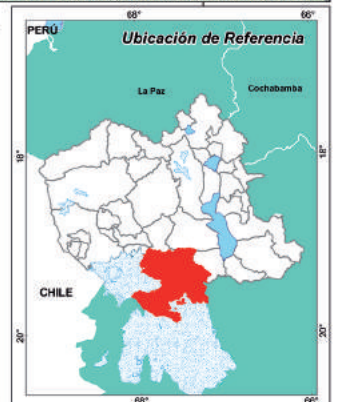 68° 66°
PERÚ
Ubicación de Referencia
La Paz
Cochabamba
18° 18°
CHILE
20° 20°
68° 66°